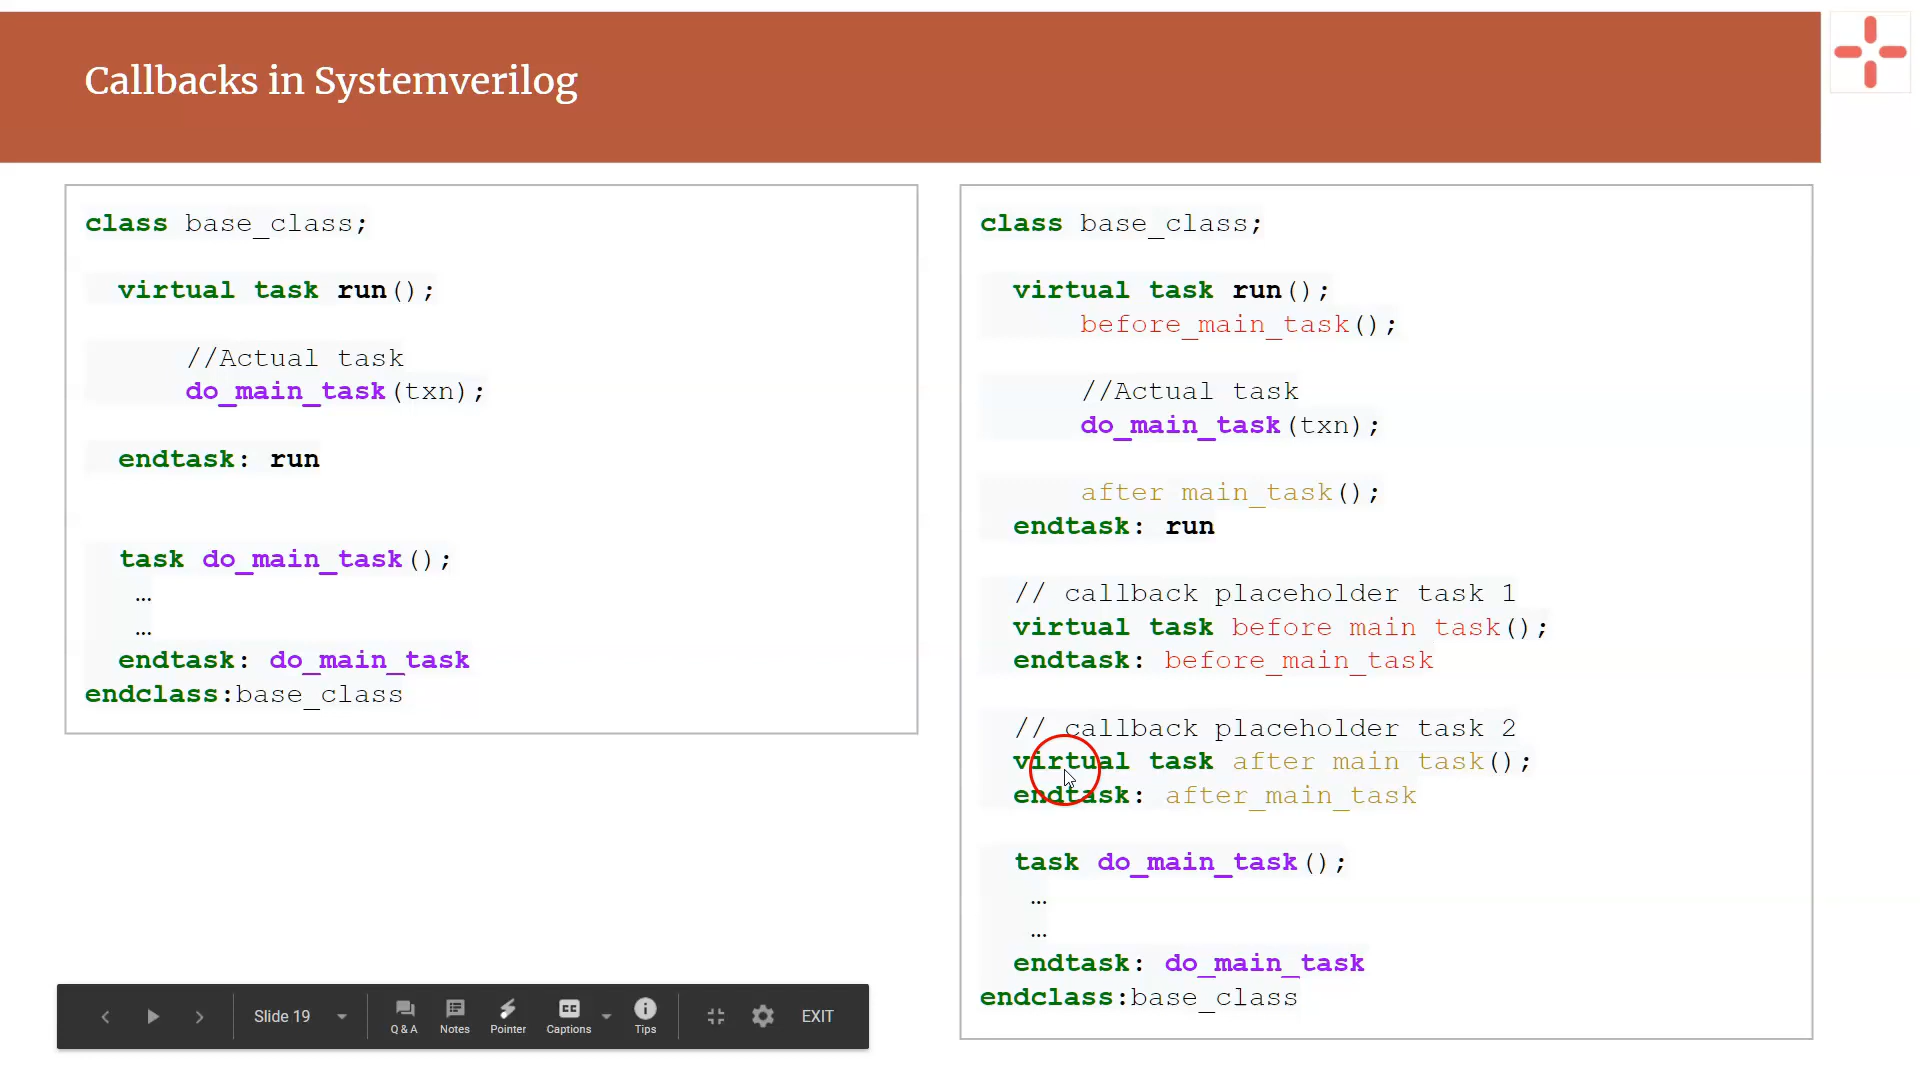 Callbacks in Systemverilog
class base_class;
virtual task run();
//Actual task
do_main_task(txn);
endtask: run
task do_main_task();
…
…
endtask: do_main_task
endclass:base_class
class base_class;
virtual task run();
before_main_task();
//Actual task
do_main_task(txn);
after main_task();
endtask: run
// callback placeholder task 1
virtual task before main task();
endtask: before_main_task
// callback placeholder task 2
virtual task after main task();
endtask: after_main_task
task do_main_task();
…
…
endtask: do_main_task
endclass:base_class
Slide 19
Q & A
Notes
Pointer
CC
Captions
Tips
EXIT